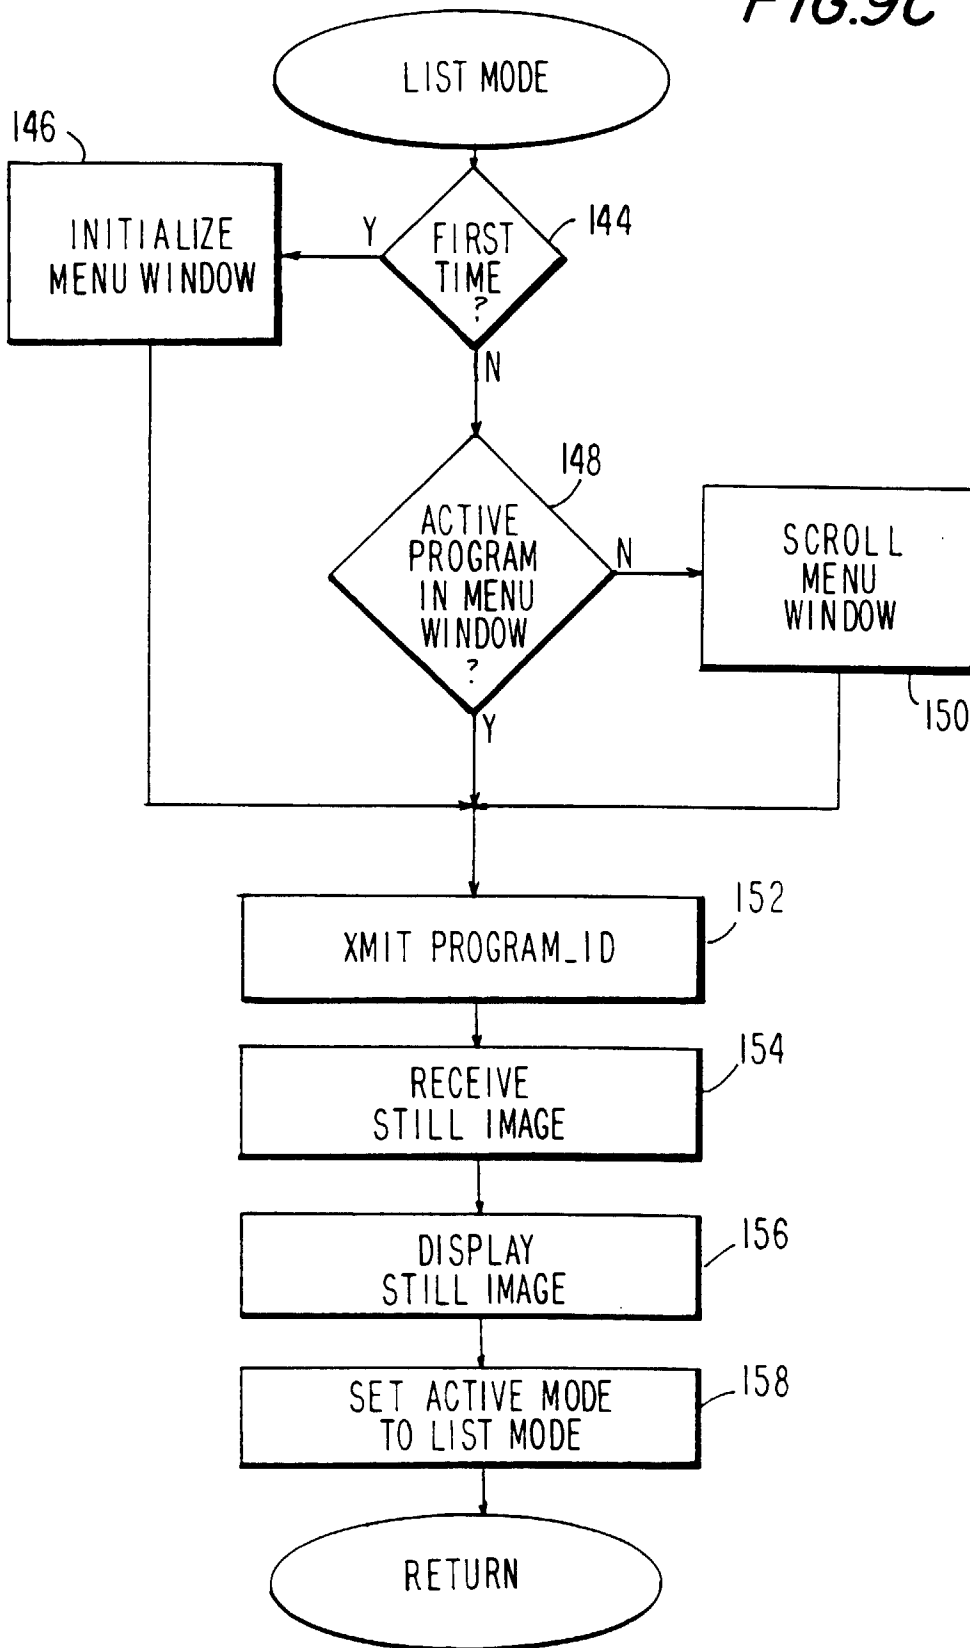 FIG.9C
LIST MODE
146
INITIALIZE
MENU WINDOW
Y
FIRST
TIME
?
144
N
148
ACTIVE
PROGRAM
IN MENU
WINDOW
?
N
SCROLL
MENU
WINDOW
150
Y
152
XMIT PROGRAM_ID
154
RECEIVE
STILL IMAGE
156
DISPLAY
STILL IMAGE
158
SET ACTIVE MODE
TO LIST MODE
RETURN